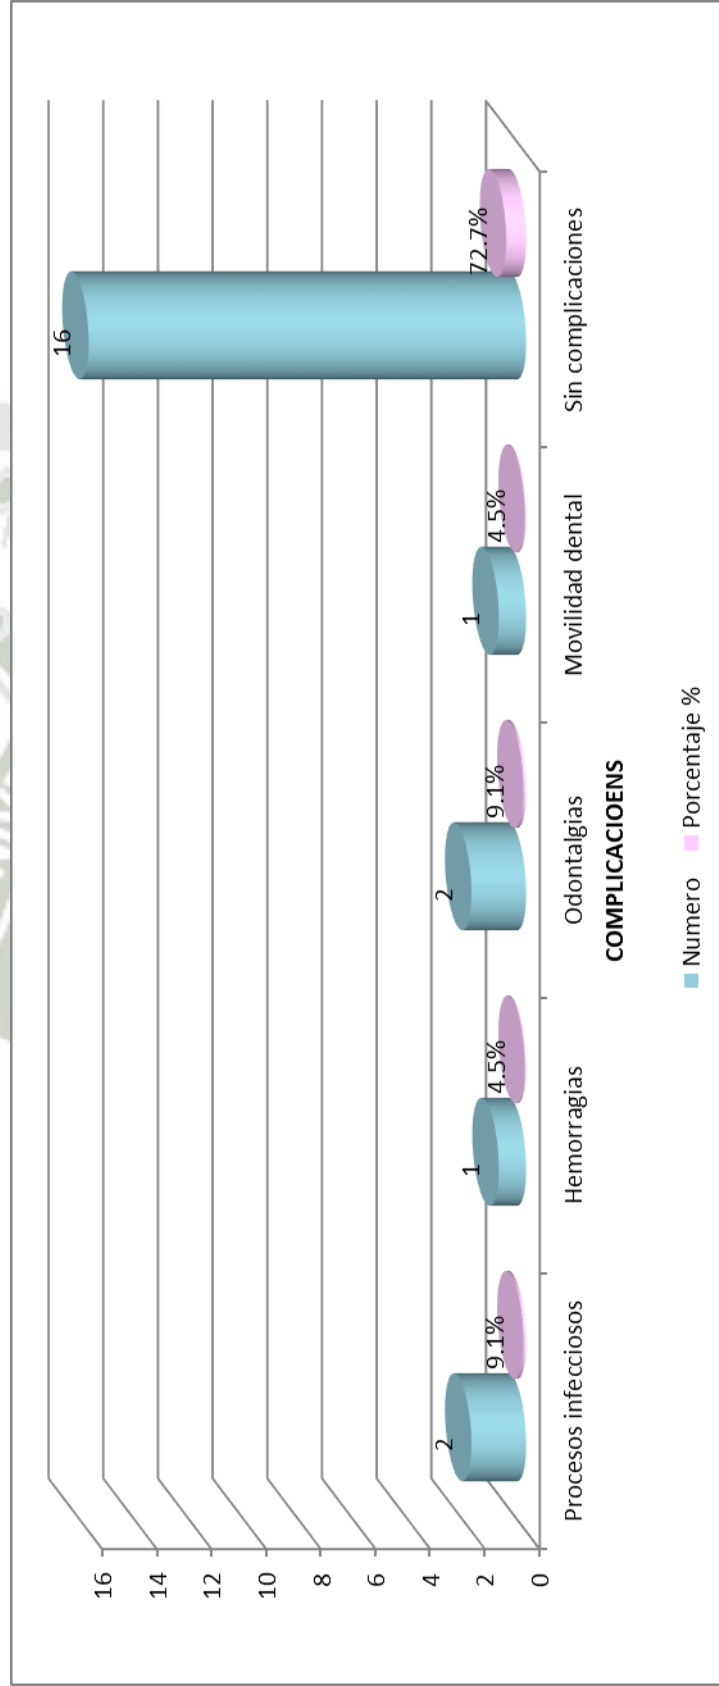 16
14
12
10
8
6
4
2
0
2
9.1%
1
4.5%
2
9.1%
1
4.5%
16
72.7%
Procesos infecciosos
Hemorragias
Odontalgias
Movilidad dental
Sin complicaciones
COMPLICACIOENS
Numero
Porcentaje %